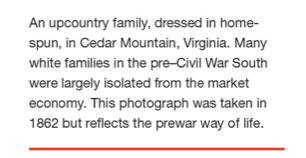 An upcountry family, dressed in home-
spun, in Cedar Mountain, Virginia. Many
white families in the pre–Civil War South
were largely isolated from the market
economy. This photograph was taken in
1862 but reflects the prewar way of life.